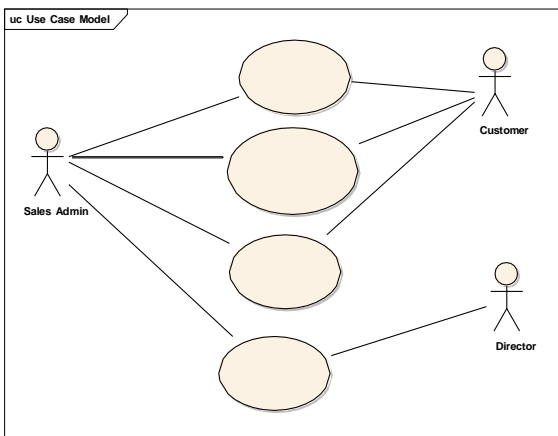 uc Use Case Model
Customer
Sales Admin
Director